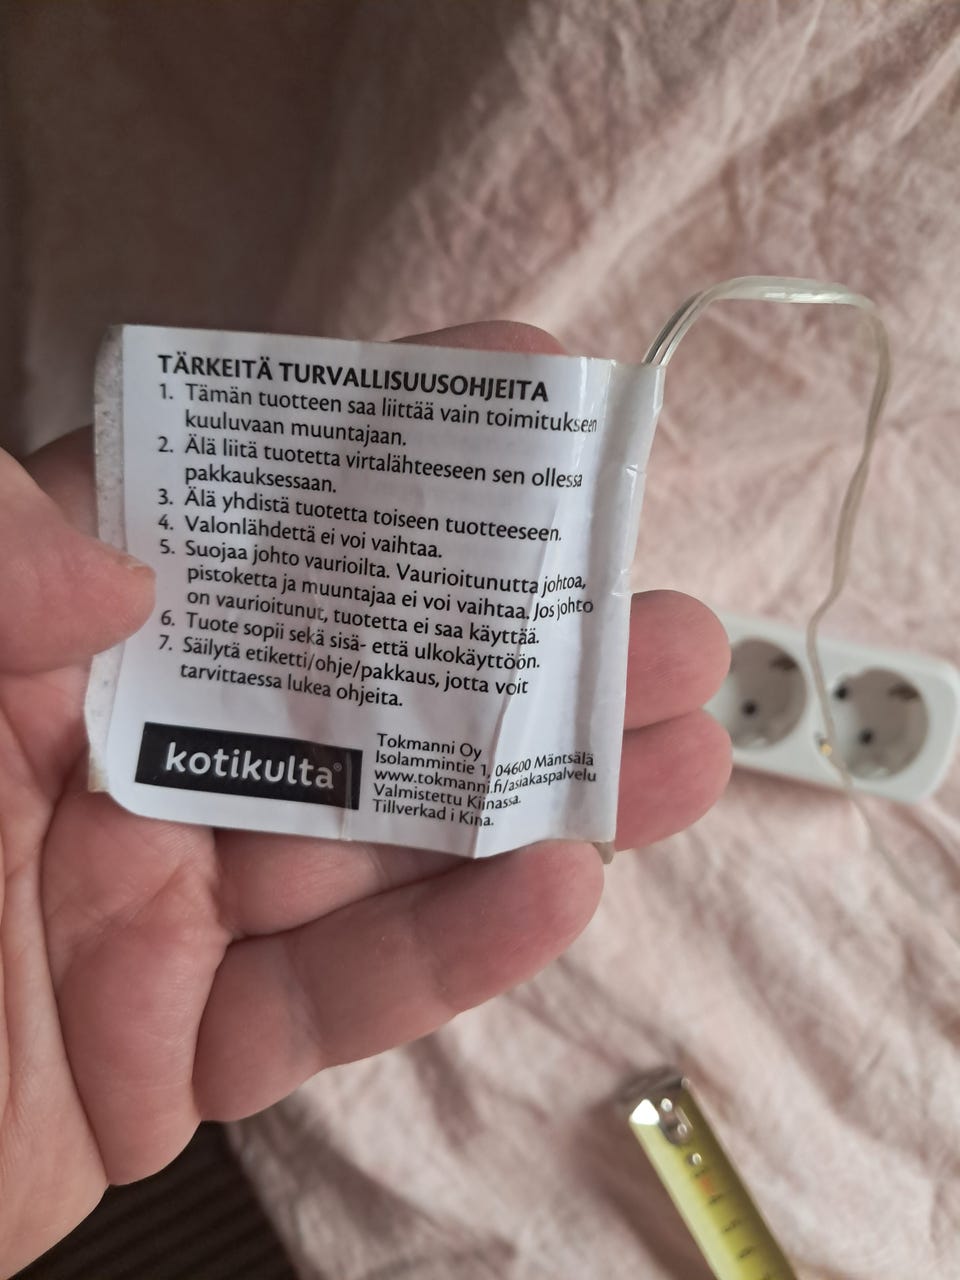 TÄRKEITÄ TURVALLISUUSOHJEITA
1. Tämän tuotteen saa liittää vain toimitukseen
kuuluvaan muuntajaan.
2. Älä liitä tuotetta virtalähteeseen sen ollessa
pakkauksessaan.
3. Älä yhdistä tuotetta toiseen tuotteeseen.
4. Valonlähdettä ei voi vaihtaa.
5. Suojaa johto vaurioilta. Vaurioitunutta johtoa,
pistoketta ja muuntajaa ei voi vaihtaa. Jos johto
on vaurioitunut, tuotetta ei saa käyttää.
6. Tuote sopii sekä sisä- että ulkokäyttöön.
7. Säilytä etiketti/ohje/pakkaus, jotta voit
tarvittaessa lukea ohjeita.
kotikulta®
Tokmanni Oy
Isolammintie 1, 04600 Mäntsälä
www.tokmanni.fi/asiakaspalvelu
Valmistettu Kiinassa.
Tillverkad i Kina.